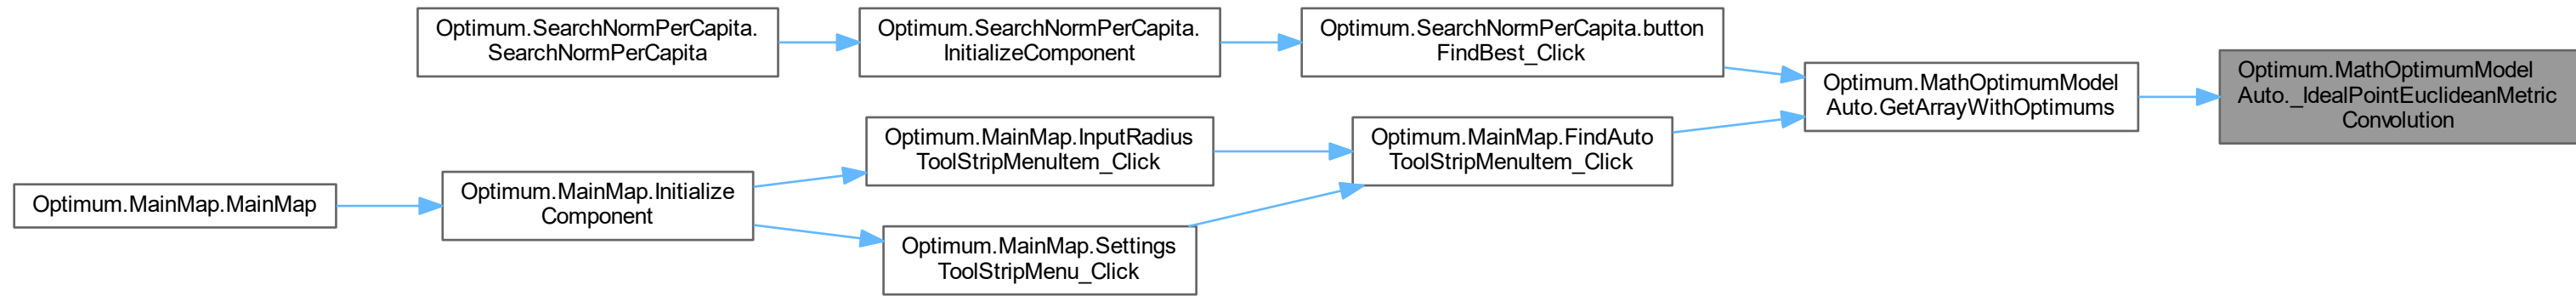 Optimum.SearchNormPerCapita.
SearchNormPerCapita
Optimum.SearchNormPerCapita.
InitializeComponent
Optimum.SearchNormPerCapita.button
FindBest_Click
Optimum.MathOptimumModel
Auto.GetArrayWithOptimums
Optimum.MathOptimumModel
Auto._IdealPointEuclideanMetric
Convolution
Optimum.MainMap.InputRadius
ToolStripMenuItem_Click
Optimum.MainMap.FindAuto
ToolStripMenuItem_Click
Optimum.MainMap.MainMap
Optimum.MainMap.Initialize
Component
Optimum.MainMap.Settings
ToolStripMenu_Click